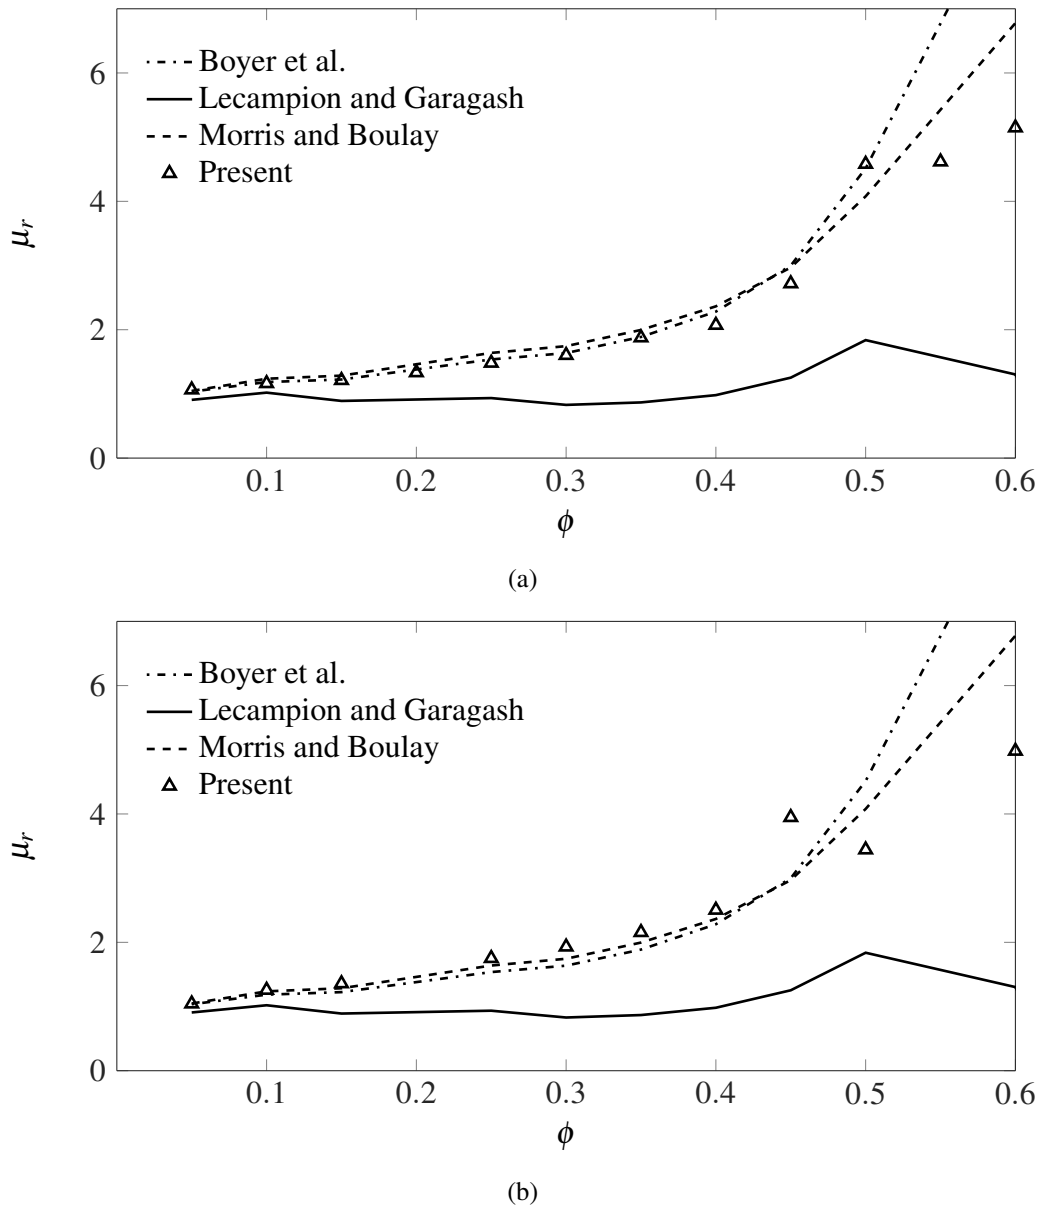 6
4
2
0
μr
Boyer et al.
Lecampion and Garagash
Morris and Boulay
Present
0.1 0.2 0.3 0.4 0.5 0.6
ϕ
(a)
6
4
2
0
μr
Boyer et al.
Lecampion and Garagash
Morris and Boulay
Present
0.1 0.2 0.3 0.4 0.5 0.6
ϕ
(b)